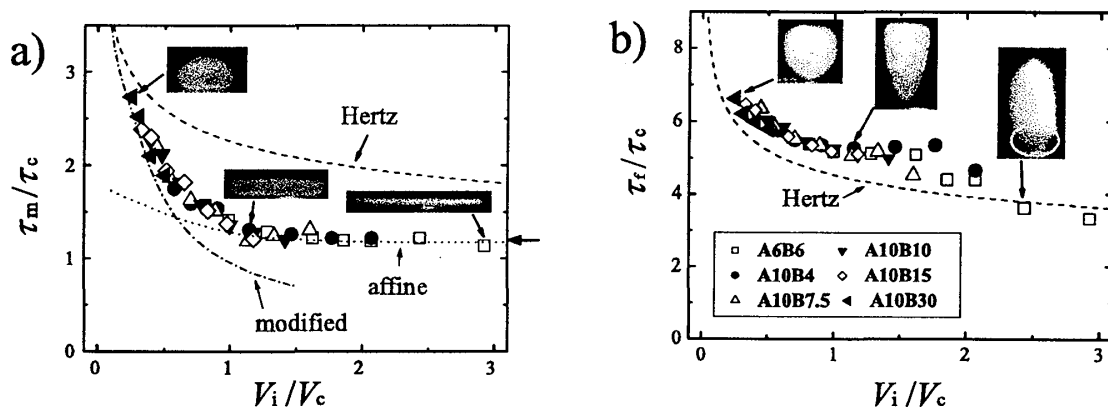 a)
3
2
1
0
τm/τc
Hertz
affine
modified
0 1 2 3
Vi/Vc
b)
8
6
4
2
0
τf/τc
Hertz
A6B6 A10B10
A10B4 A10B15
A10B7.5 A10B30
0 1 2 3
Vi/Vc